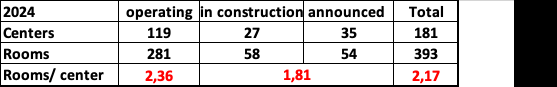 2024 operating in construction announced Total
Centers 119 27 35 181
Rooms 281 58 54 393
Rooms/ center 2,36 1,81 2,17